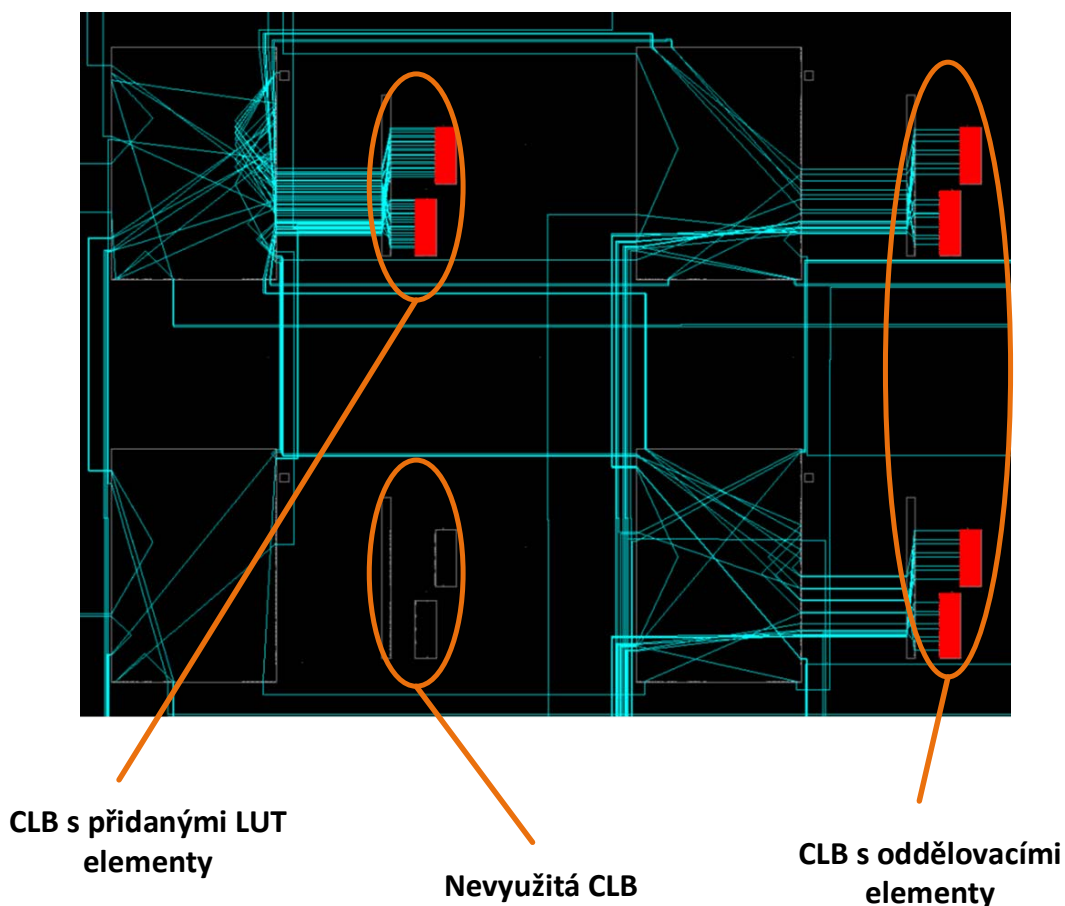 CLB s přidanými LUT
elementy
Nevyužitá CLB
CLB s oddělovacími
elementy